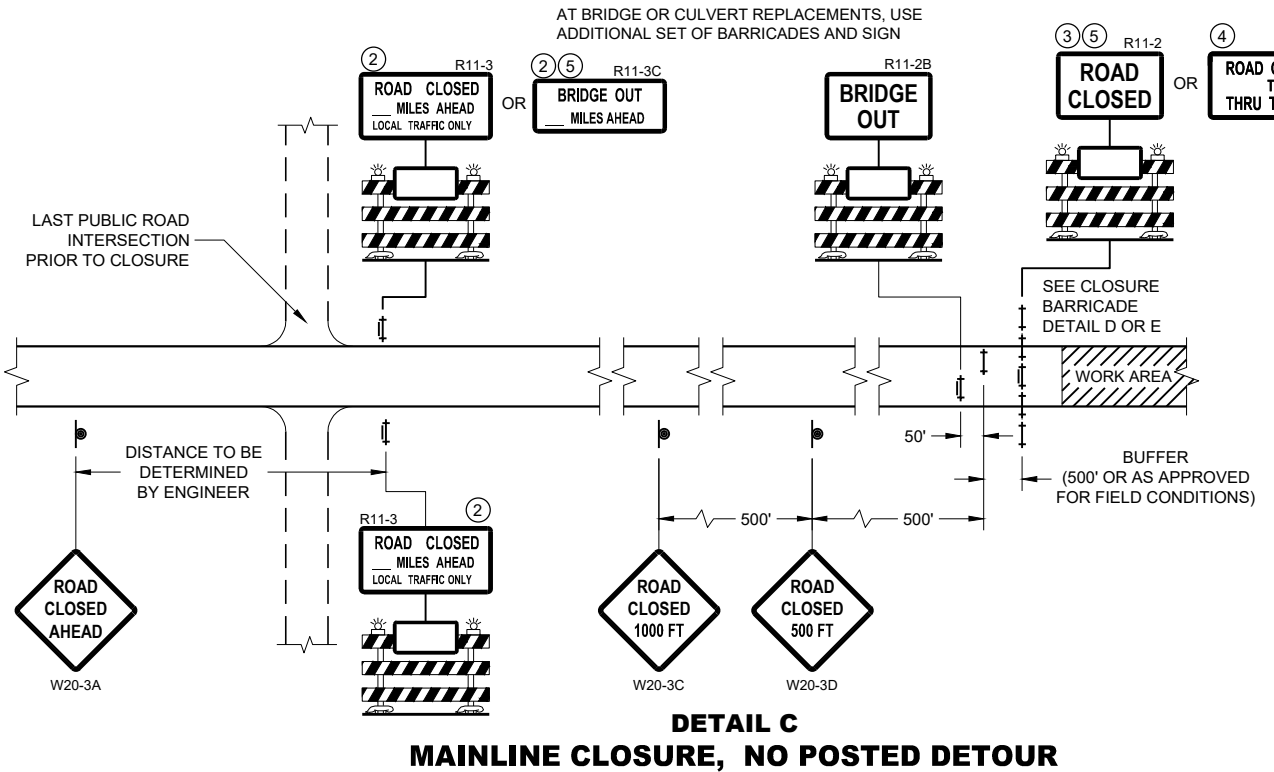 AT BRIDGE OR CULVERT REPLACEMENTS, USE
ADDITIONAL SET OF BARRICADES AND SIGN
2
R11-3
ROAD CLOSED
___ MILES AHEAD
LOCAL TRAFFIC ONLY
OR
2 5
R11-3C
BRIDGE OUT
___ MILES AHEAD
R11-2B
BRIDGE
OUT
3 5
R11-2
ROAD
CLOSED
OR
4
ROAD
THRU
LAST PUBLIC ROAD
INTERSECTION
PRIOR TO CLOSURE
SEE CLOSURE
BARRICADE
DETAIL D OR E
WORK AREA
DISTANCE TO BE
DETERMINED
BY ENGINEER
50'
BUFFER
(500' OR AS APPROVED
FOR FIELD CONDITIONS)
500'
500'
R11-3
2
ROAD CLOSED
___ MILES AHEAD
LOCAL TRAFFIC ONLY
ROAD
CLOSED
AHEAD
W20-3A
ROAD
CLOSED
1000 FT
W20-3C
ROAD
CLOSED
500 FT
W20-3D
DETAIL C
MAINLINE CLOSURE, NO POSTED DETOUR